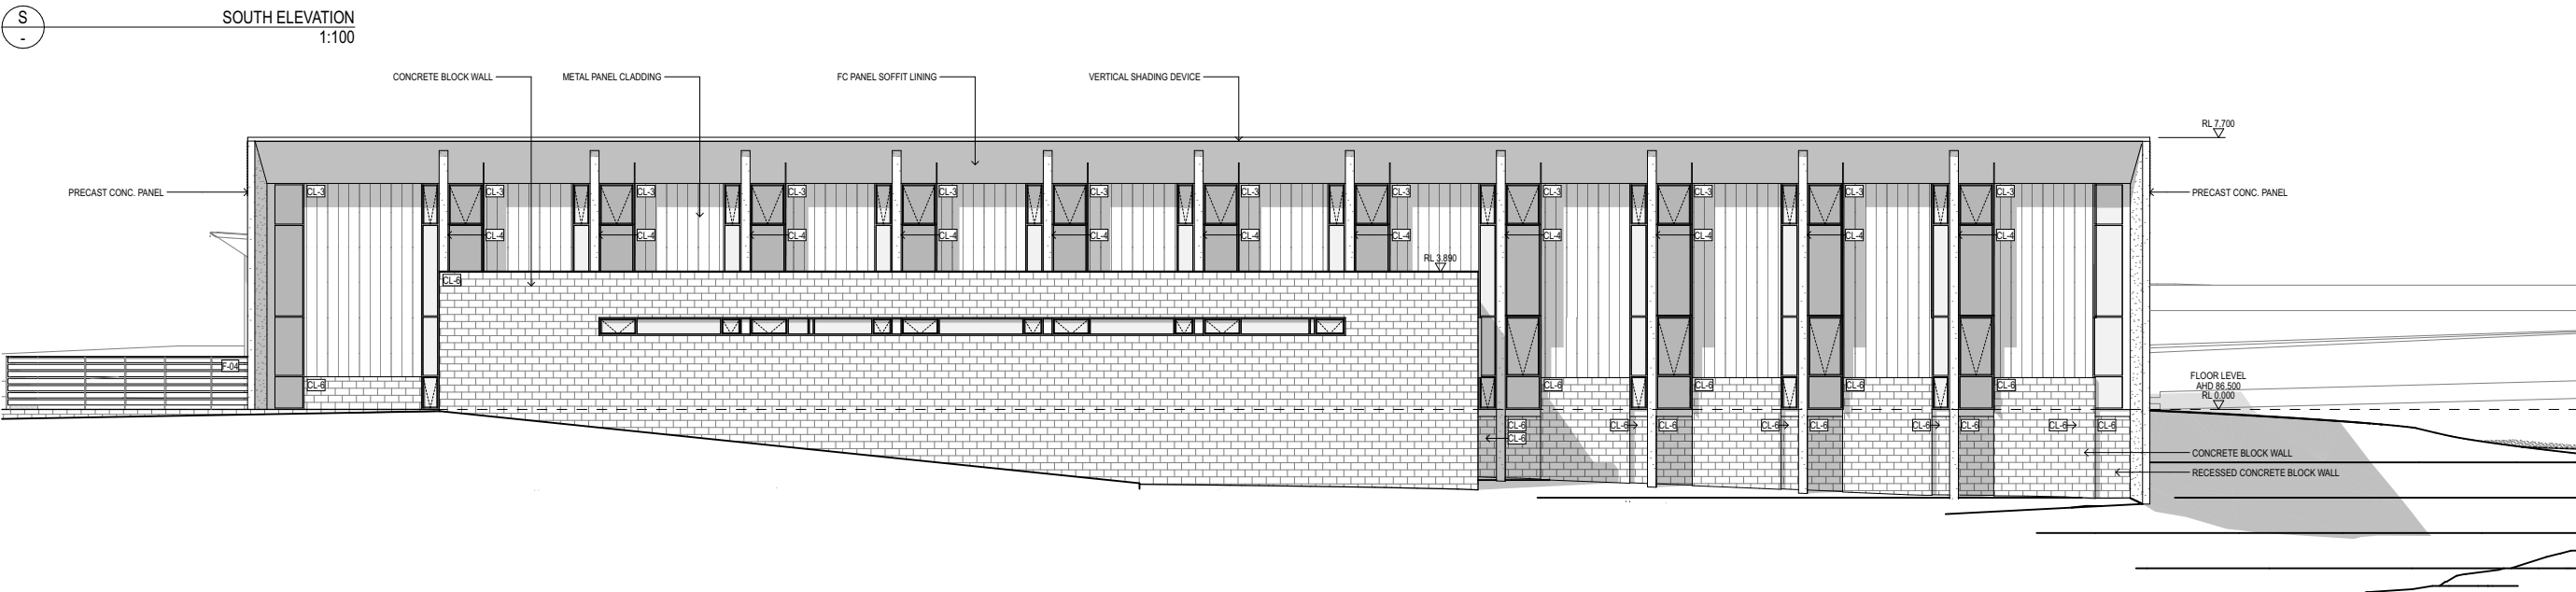 S
-
SOUTH ELEVATION
1:100
CONCRETE BLOCK WALL
METAL PANEL CLADDING
FC PANEL SOFFIT LINING
VERTICAL SHADING DEVICE
RL 7.700
PRECAST CONC. PANEL
PRECAST CONC. PANEL
CL-3 CL-3 CL-3 CL-3 CL-3 CL-3 CL-3 CL-3 CL-3 CL-3 CL-3 CL-3
CL-4 CL-4 CL-4 CL-4 CL-4 CL-4 CL-4 CL-4 CL-4 CL-4 CL-4
RL 3.890
CL-6
F-04
CL-6 CL-6 CL-6 CL-6 CL-6
FLOOR LEVEL
AHD 86.500
RL 0.000
CL-6 CL-6 CL-6 CL-6 CL-6 CL-6 CL-6 CL-6 CL-6
CL-6
CONCRETE BLOCK WALL
RECESSED CONCRETE BLOCK WALL